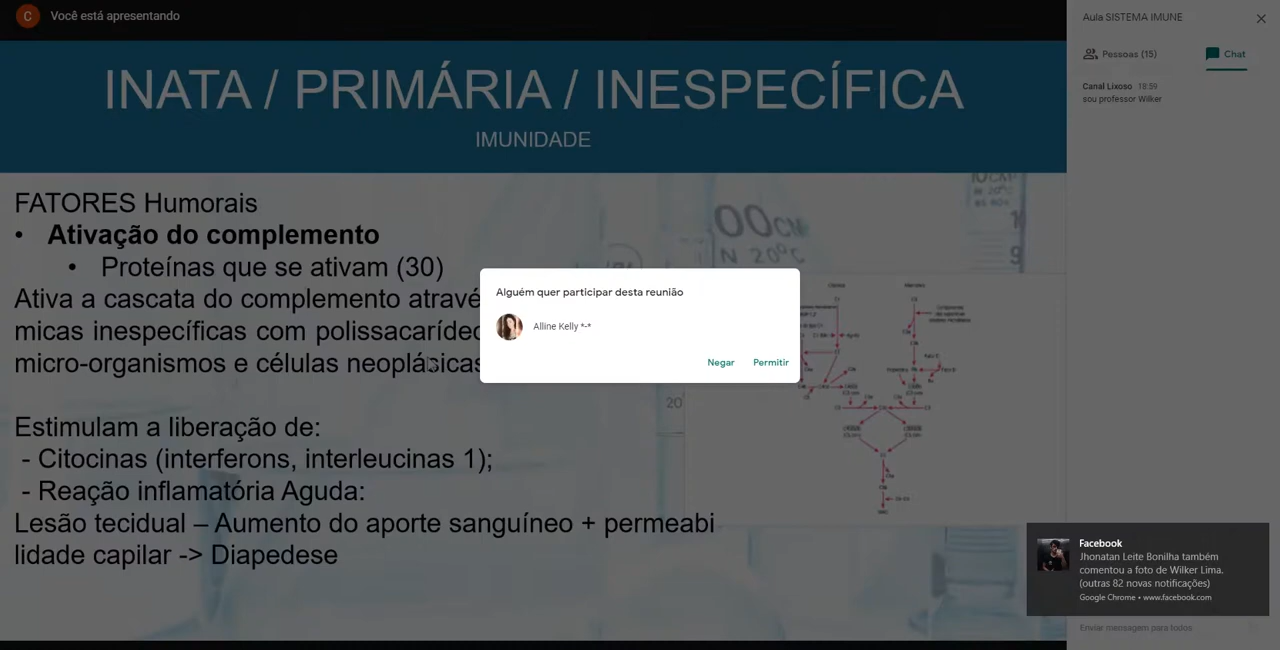 C
Você está apresentando
INATA / PRIMÁRIA / INESPECÍFICA
IMUNIDADE
FATORES Humorais
• Ativação do complemento
• Proteínas que se ativam (30)
Ativa a cascata do complemento atravé
micas inespecíficas com polissacaríde
micro-organismos e células neoplásicas
Estimulam a liberação de:
- Citocinas (interferons, interleucinas 1);
- Reação inflamatória Aguda:
Lesão tecidual – Aumento do aporte sanguíneo + permeabi
lidade capilar -> Diapedese
00CM
N 20°C
20
Alguém quer participar desta reunião
Alline Kelly *-*
Negar Permitir
Aula SISTEMA IMUNE
Pessoas (15) Chat
Canal Lixoso 18:59
sou professor Wilker
Facebook
Jhonatan Leite Bonilha também
comentou a foto de Wilker Lima.
(outras 82 novas notificações)
Google Chrome • www.facebook.com
Enviar mensagem para todos